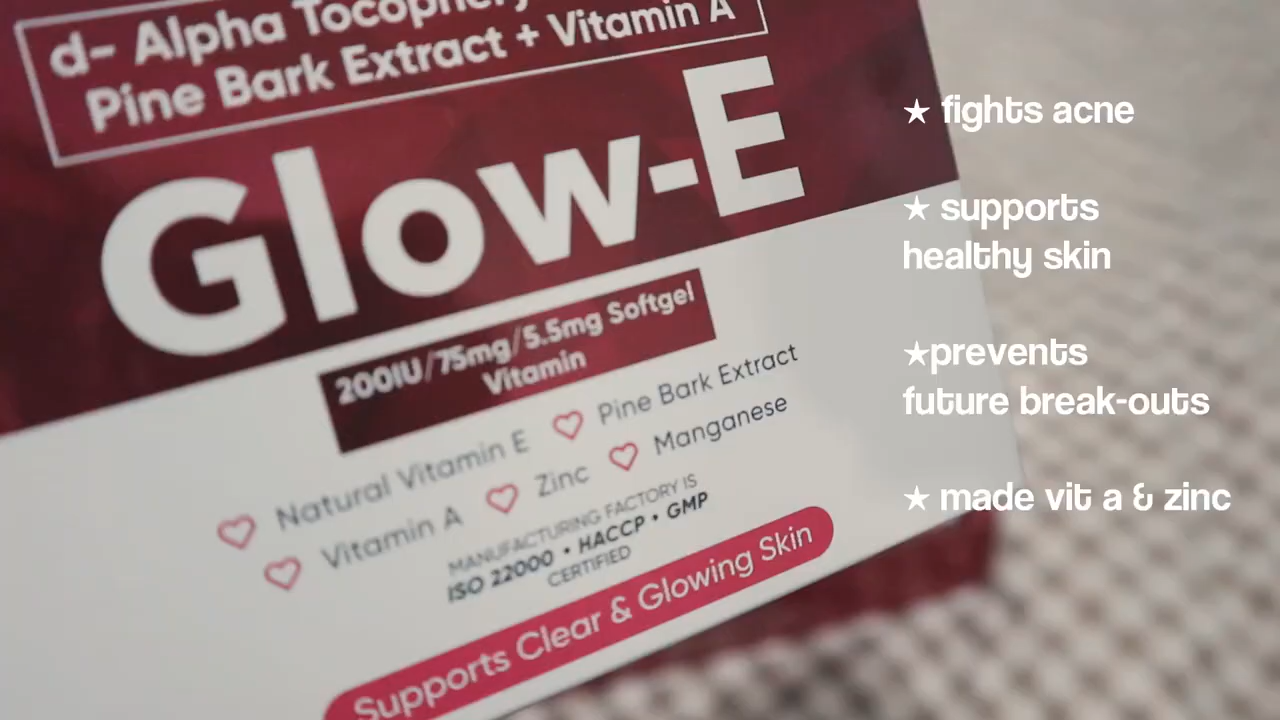 d- Alpha
Pine Bark Extract + Vitamin A
Glow-E
200IU/75mg/5.5mg Softgel
Vitamin
Natural Vitamin E ♡ Pine Bark Extract
♡ Vitamin A ♡ Zinc ♡ Manganese
MANUFACTURING FACTORY IS
ISO 22000 • HACCP • GMP
CERTIFIED
Supports Clear & Glowing Skin
★ fights acne
★ supports
healthy skin
★prevents
future break-outs
★ made vit a & zinc